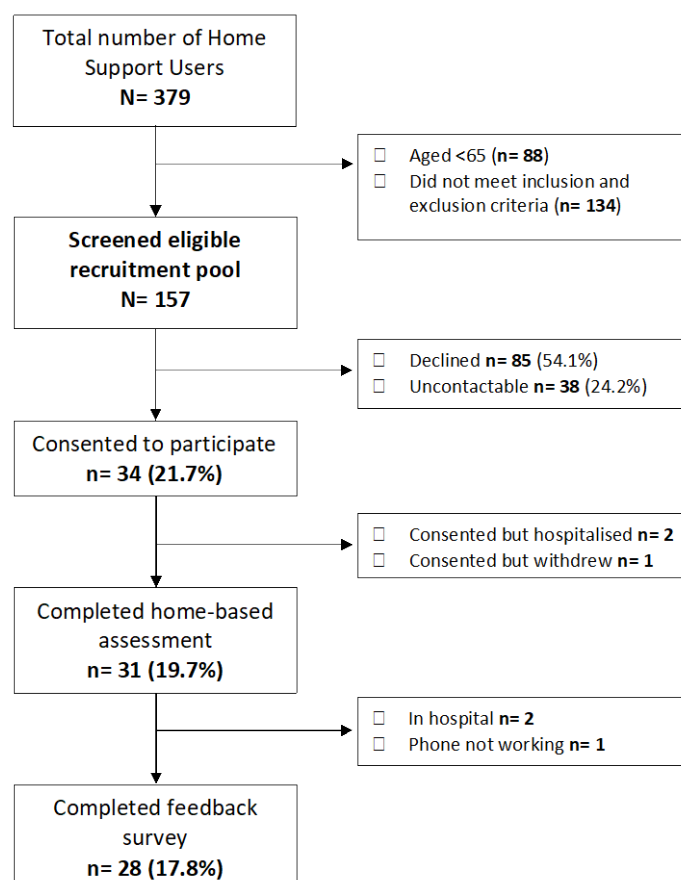 Total number of Home
Support Users
N= 379
Aged <65 (n= 88)
Did not meet inclusion and
exclusion criteria (n= 134)
Screened eligible
recruitment pool
N= 157
Declined n= 85 (54.1%)
Uncontactable n= 38 (24.2%)
Consented to participate
n= 34 (21.7%)
Consented but hospitalised n= 2
Consented but withdrew n= 1
Completed home-based
assessment
n= 31 (19.7%)
In hospital n= 2
Phone not working n= 1
Completed feedback
survey
n= 28 (17.8%)